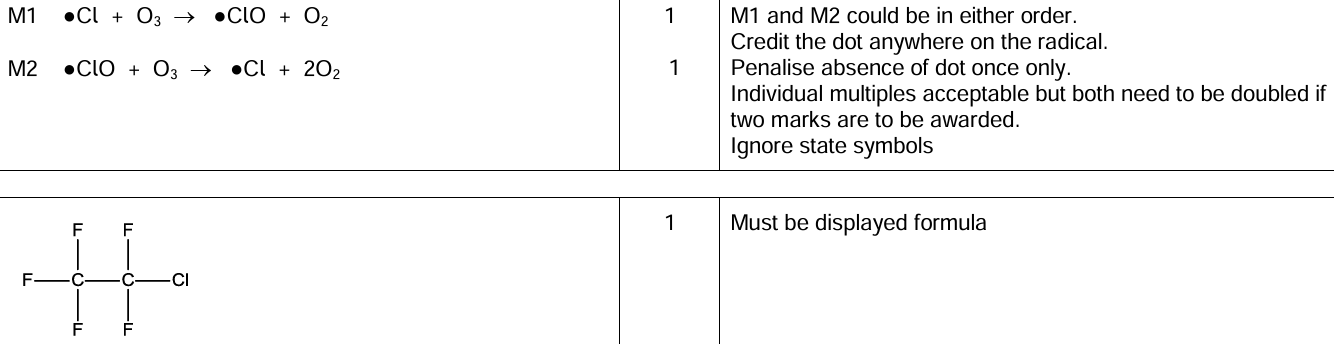 M1 •Cl + O₃ → •ClO + O₂ 1 M1 and M2 could be in either order.
Credit the dot anywhere on the radical.
M2 •ClO + O₃ → •Cl + 2O₂ 1 Penalise absence of dot once only.
Individual multiples acceptable but both need to be doubled if
two marks are to be awarded.
Ignore state symbols
F F 1 Must be displayed formula
F C C Cl
F F